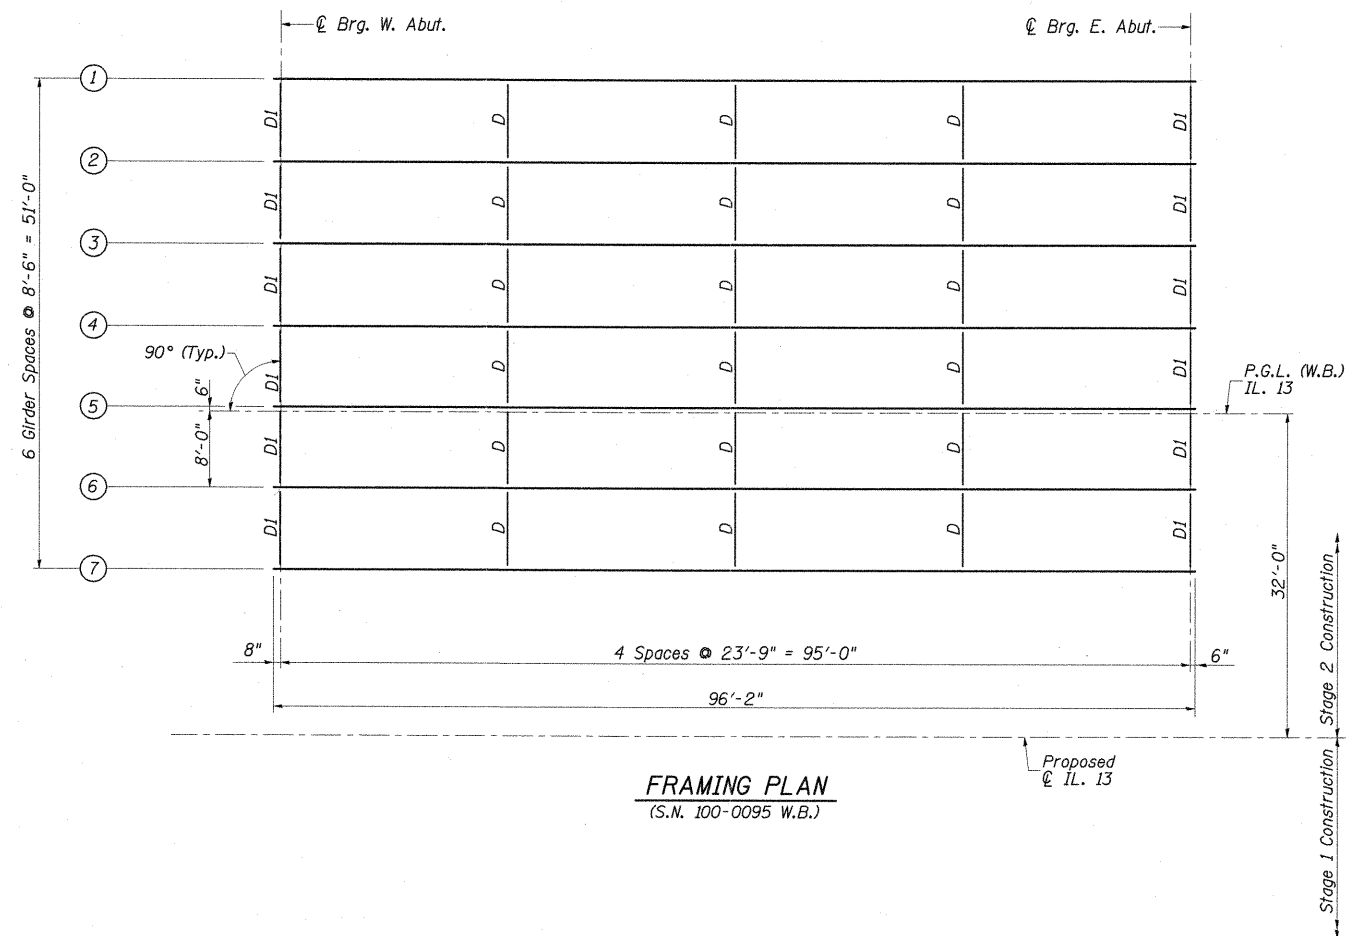 ℄ Brg. W. Abut.
℄ Brg. E. Abut.
1
D1 D D D D1
2
D1 D D D D1
3
D1 D D D D1
4
90° (Typ.)
D1 D D D D1
P.G.L. (W.B.)
IL. 13
6"
5
8'-0"
D1 D D D D1
6
D1 D D D D1
7
6 Girder Spaces @ 8'-6" = 51'-0"
32'-0"
8"
4 Spaces @ 23'-9" = 95'-0"
6"
96'-2"
Stage 2 Construction
Stage 1 Construction
Proposed
℄ IL. 13
FRAMING PLAN
(S.N. 100-0095 W.B.)